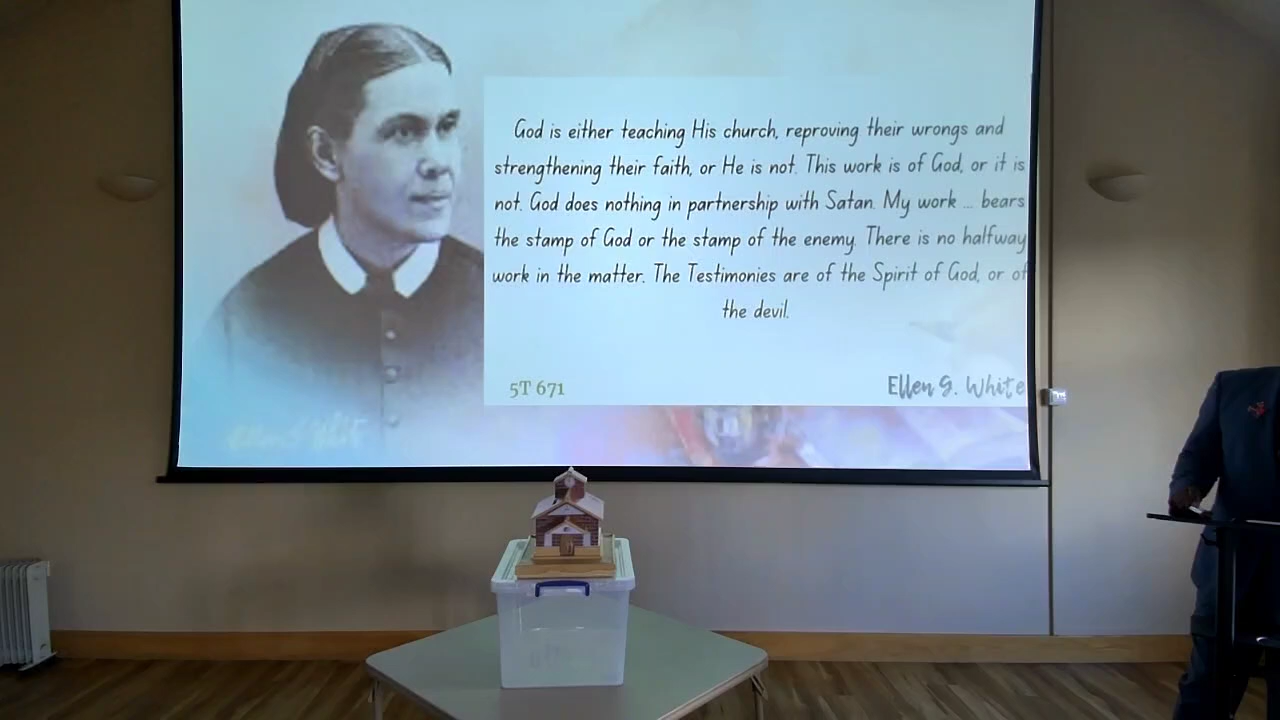 God is either teaching His church, reproving their wrongs and
strengthening their faith, or He is not. This work is of God, or it is
not. God does nothing in partnership with Satan. My work ... bears
the stamp of God or the stamp of the enemy. There is no halfway
work in the matter. The Testimonies are of the Spirit of God, or of
the devil.
5T 671
Ellen G. White